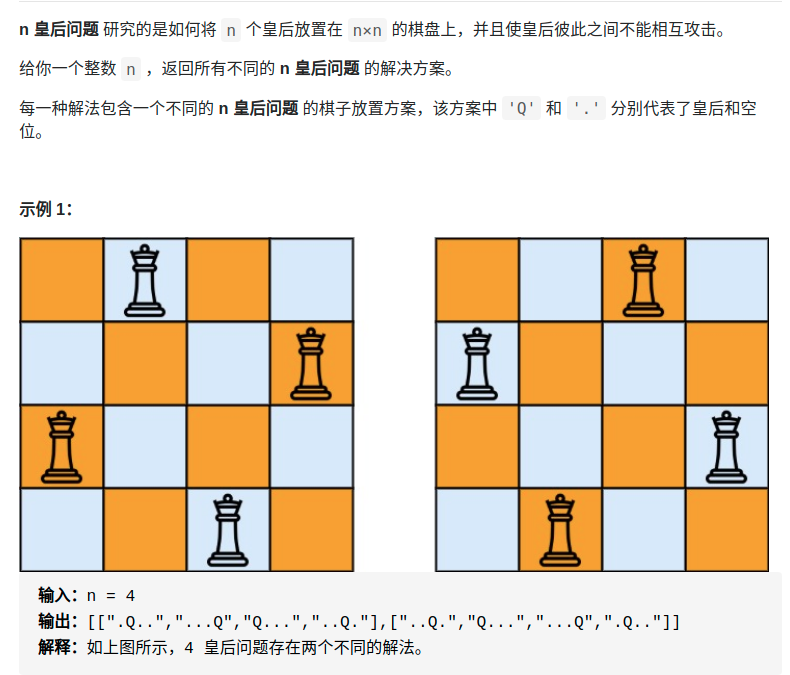 n 皇后问题 研究的是如何将 n 个皇后放置在 n×n 的棋盘上，并且使皇后彼此之间不能相互攻击。
给你一个整数 n ，返回所有不同的 n 皇后问题 的解决方案。
每一种解法包含一个不同的 n 皇后问题 的棋子放置方案，该方案中 'Q' 和 '.' 分别代表了皇后和空
位。
示例 1：
输入：n = 4
输出：[[".Q..","...Q","Q...","..Q."],["..Q.","Q...","...Q",".Q.."]]
解释：如上图所示，4 皇后问题存在两个不同的解法。